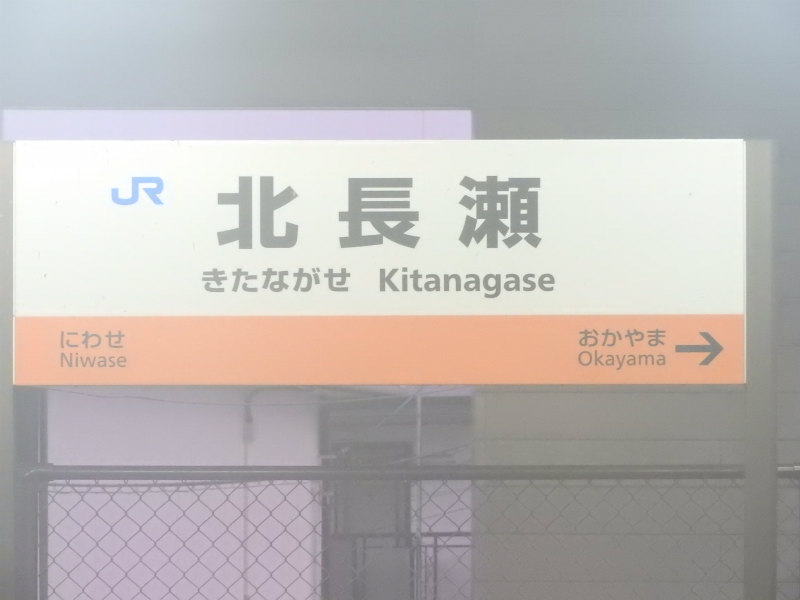 JR 北長瀬
きたながせ Kitanagase
にわせ おかやま →
Niwase Okayama